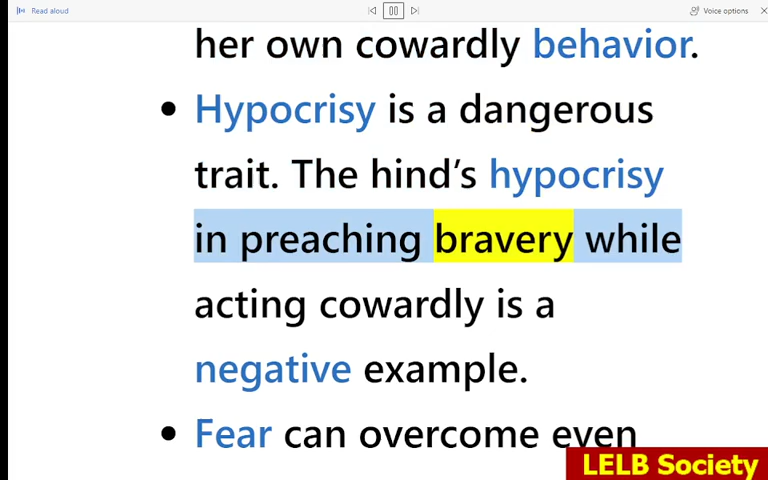 Read aloud
Voice options
her own cowardly behavior.
• Hypocrisy is a dangerous
trait. The hind’s hypocrisy
in preaching bravery while
acting cowardly is a
negative example.
• Fear can overcome even
LELB Society